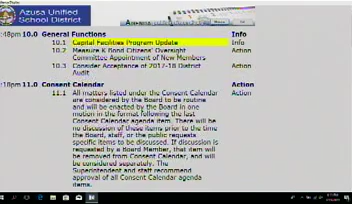 Azusa Unified
School District
:48pm 10.0 General Functions Info
10.1 Capital Facilities Program Update Info
10.2 Measure K Bond Citizens' Oversight Action
Committee Appointment of New Members
10.3 Consider Acceptance of 2017-18 District Action
Audit
:18pm 11.0 Consent Calendar Action
11.1 All matters listed under the Consent Calendar Action
are considered by the Board to be routine
and will be enacted by the Board in one
motion in the format following the last
Consent Calendar agenda item. There will be
no discussion of these items prior to the time
the Board, staff, or the public requests
specific items to be discussed. If discussion is
requested by a Board Member, that item will
be removed from Consent Calendar, and will
be considered separately. The
Superintendent and staff recommend
approval of all Consent Calendar agenda
items.